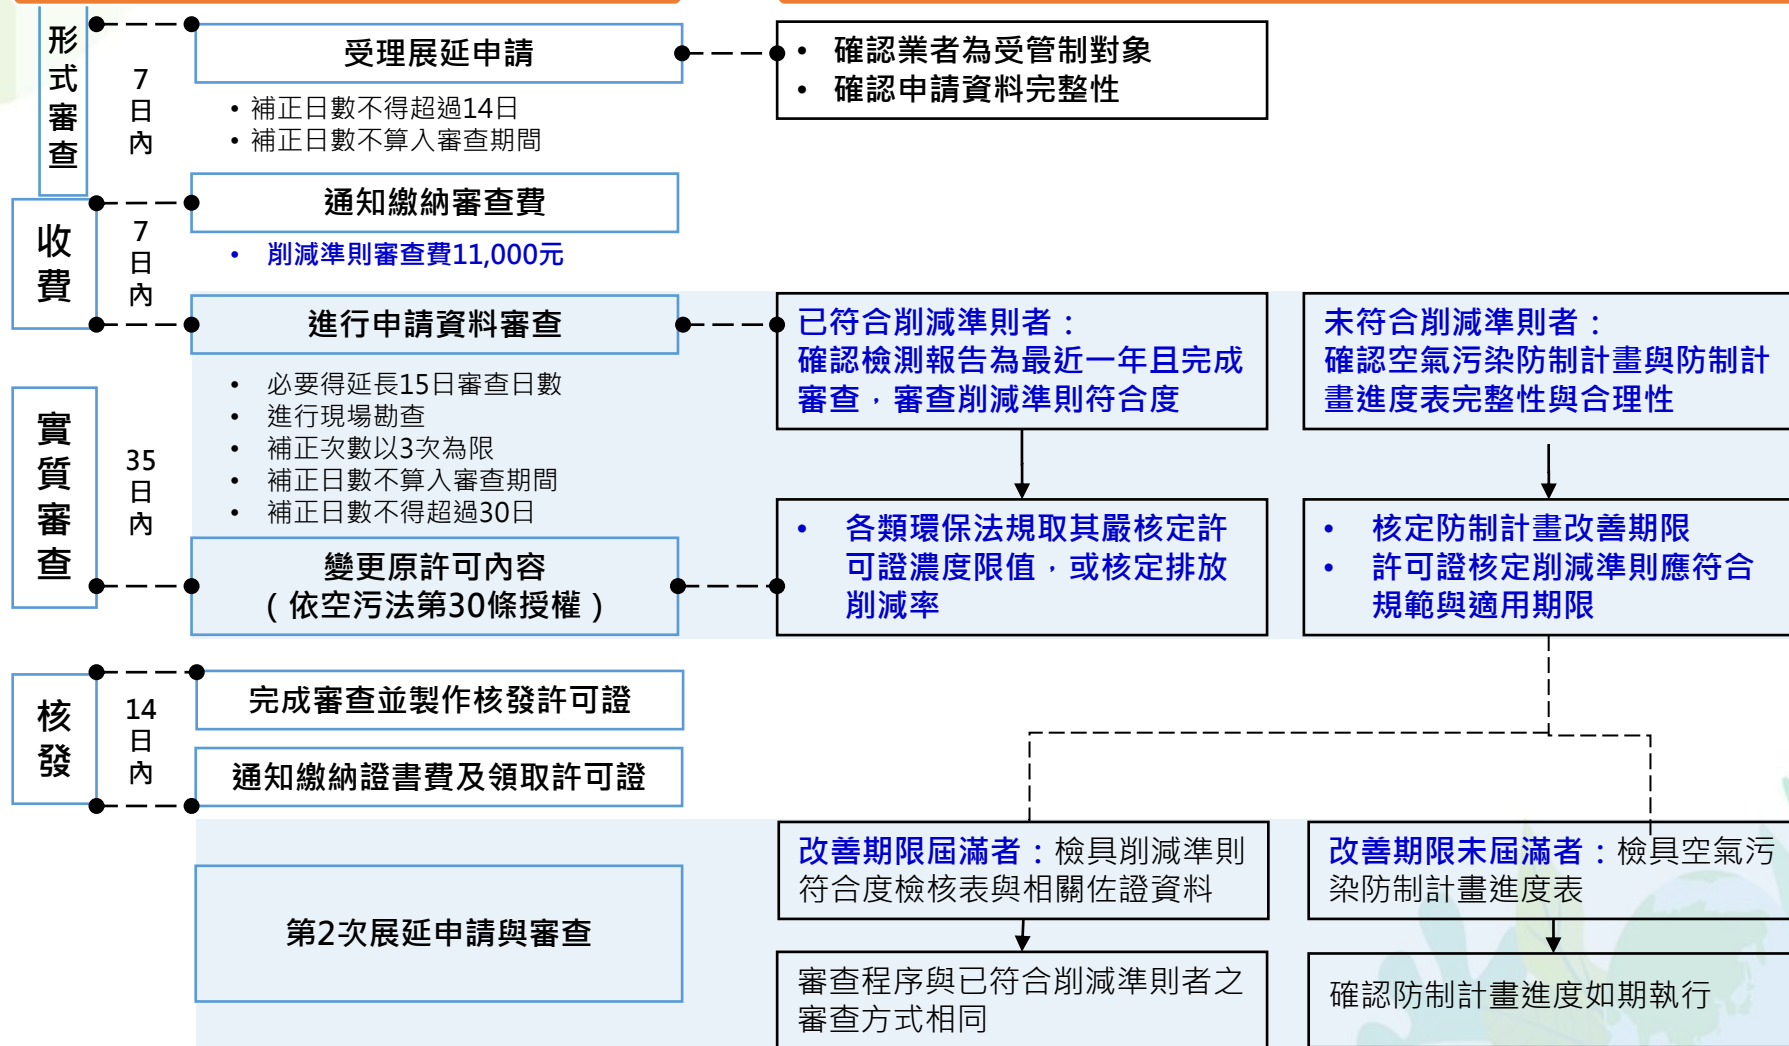 形式審查
7日內
受理展延申請
• 補正日數不得超過14日
• 補正日數不算入審查期間
• 確認業者為受管制對象
• 確認申請資料完整性
收費
7日內
通知繳納審查費
• 削減準則審查費11,000元
實質審查
35日內
進行申請資料審查
• 必要得延長15日審查日數
• 進行現場勘查
• 補正次數以3次為限
• 補正日數不算入審查期間
• 補正日數不得超過30日
變更原許可內容
(依空污法第30條授權)
已符合削減準則者：
確認檢測報告為最近一年且完成
審查，審查削減準則符合度
• 各類環保法規取其嚴核定許
可證濃度限值，或核定排放
削減率
未符合削減準則者：
確認空氣污染防制計畫與防制計
畫進度表完整性與合理性
• 核定防制計畫改善期限
• 許可證核定削減準則應符合
規範與適用期限
核發
14日內
完成審查並製作核發許可證
通知繳納證書費及領取許可證
第2次展延申請與審查
改善期限屆滿者：檢具削減準則
符合度檢核表與相關佐證資料
審查程序與已符合削減準則者之
審查方式相同
改善期限未屆滿者：檢具空氣污
染防制計畫進度表
確認防制計畫進度如期執行